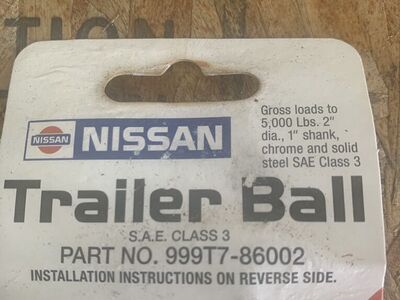 TION
Gross loads to
5,000 Lbs. 2"
dia., 1" shank,
chrome and solid
steel SAE Class 3
NISSAN
NISSAN
Trailer Ball
S.A.E. CLASS 3
PART NO. 999T7-86002
INSTALLATION INSTRUCTIONS ON REVERSE SIDE.